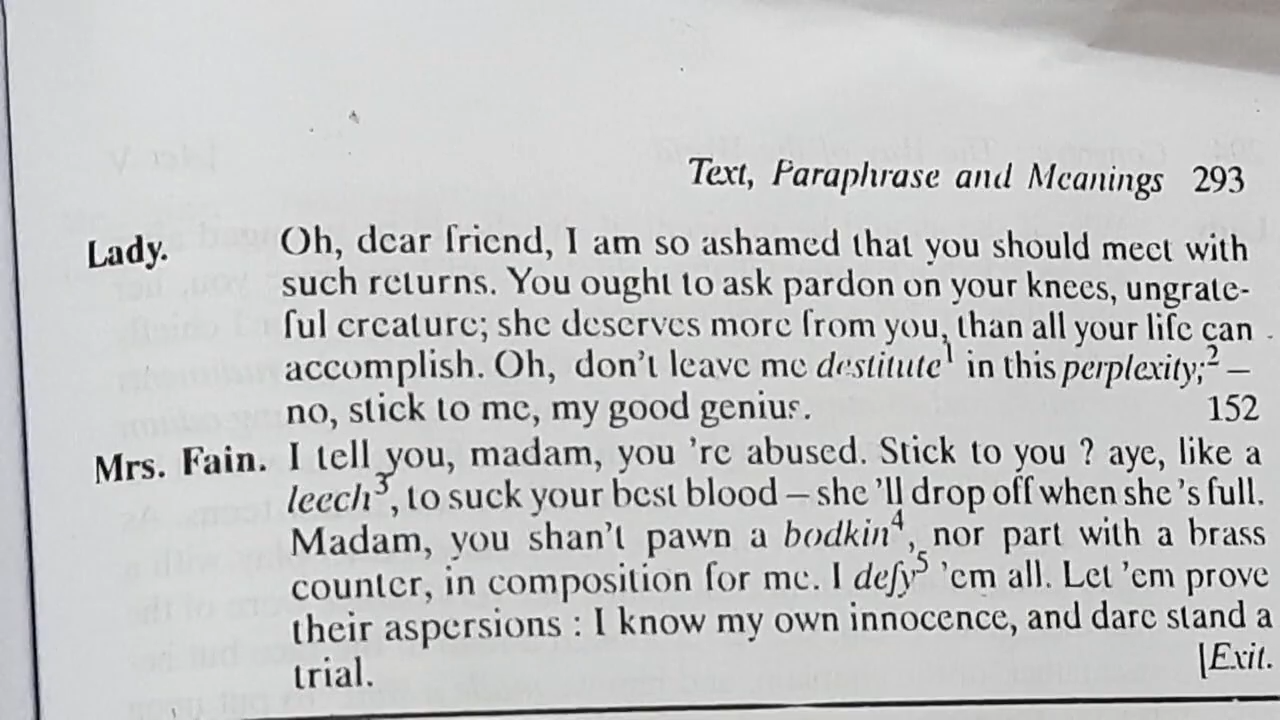 Text, Paraphrase and Meanings 293
Lady. Oh, dear friend, I am so ashamed that you should meet with
such returns. You ought to ask pardon on your knees, ungrate-
ful creature; she deserves more from you, than all your life can
accomplish. Oh, don't leave me destitute¹ in this perplexity;² –
no, stick to me, my good genius. 152
Mrs. Fain. I tell you, madam, you 're abused. Stick to you ? aye, like a
leech³, to suck your best blood – she 'll drop off when she 's full.
Madam, you shan't pawn a bodkin⁴, nor part with a brass
counter, in composition for me. I defy⁵ 'em all. Let 'em prove
their aspersions : I know my own innocence, and dare stand a
trial. [Exit.